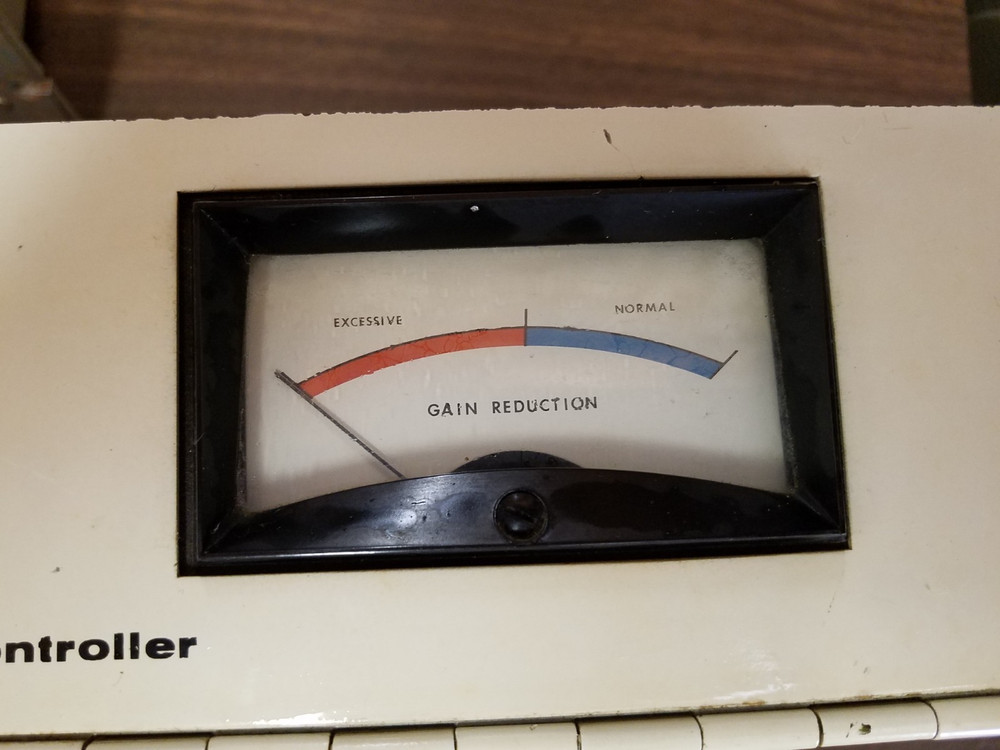 EXCESSIVE NORMAL
GAIN REDUCTION
ontroller